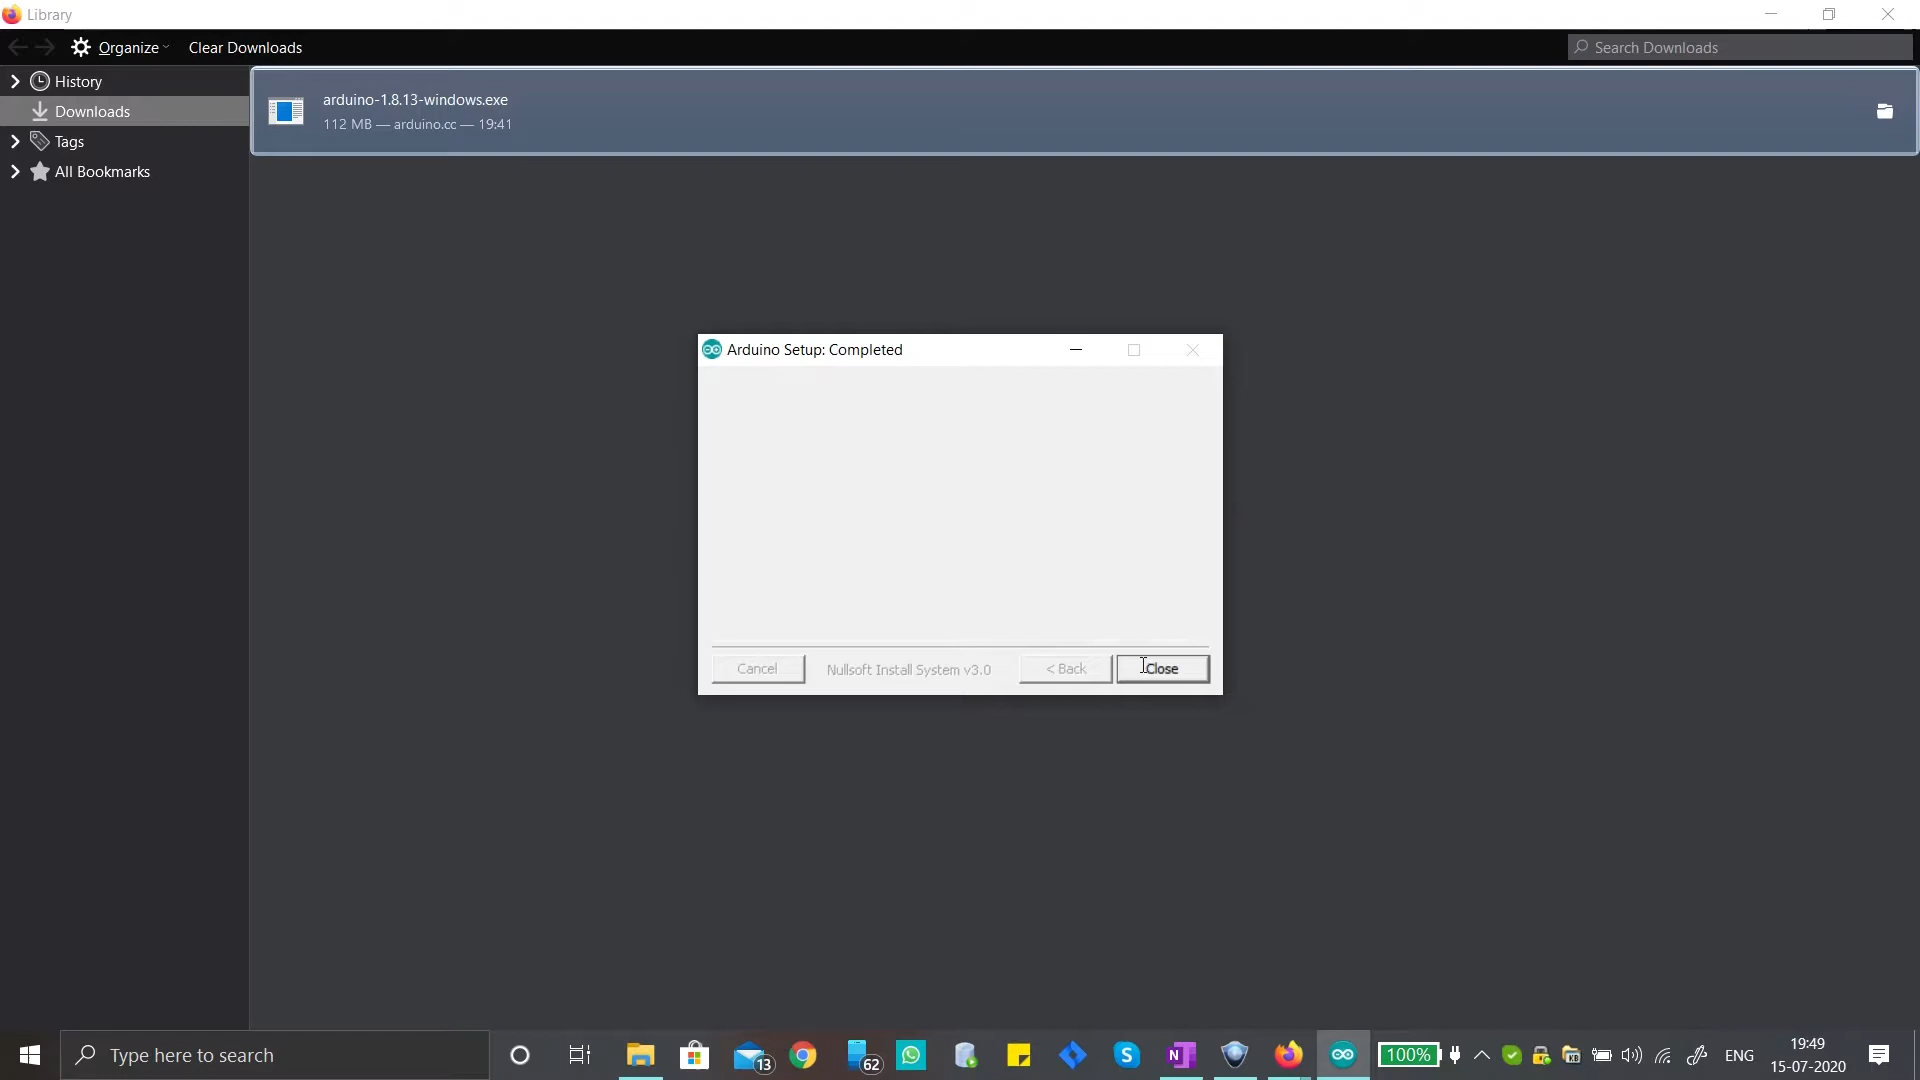 Library
Organize
Clear Downloads
Search Downloads
History
Downloads
Tags
All Bookmarks
arduino-1.8.13-windows.exe
112 MB — arduino.cc — 19:41
Arduino Setup: Completed
Cancel
Nullsoft Install System v3.0
< Back
Close
Type here to search
13
62
100%
ENG
19:49
15-07-2020